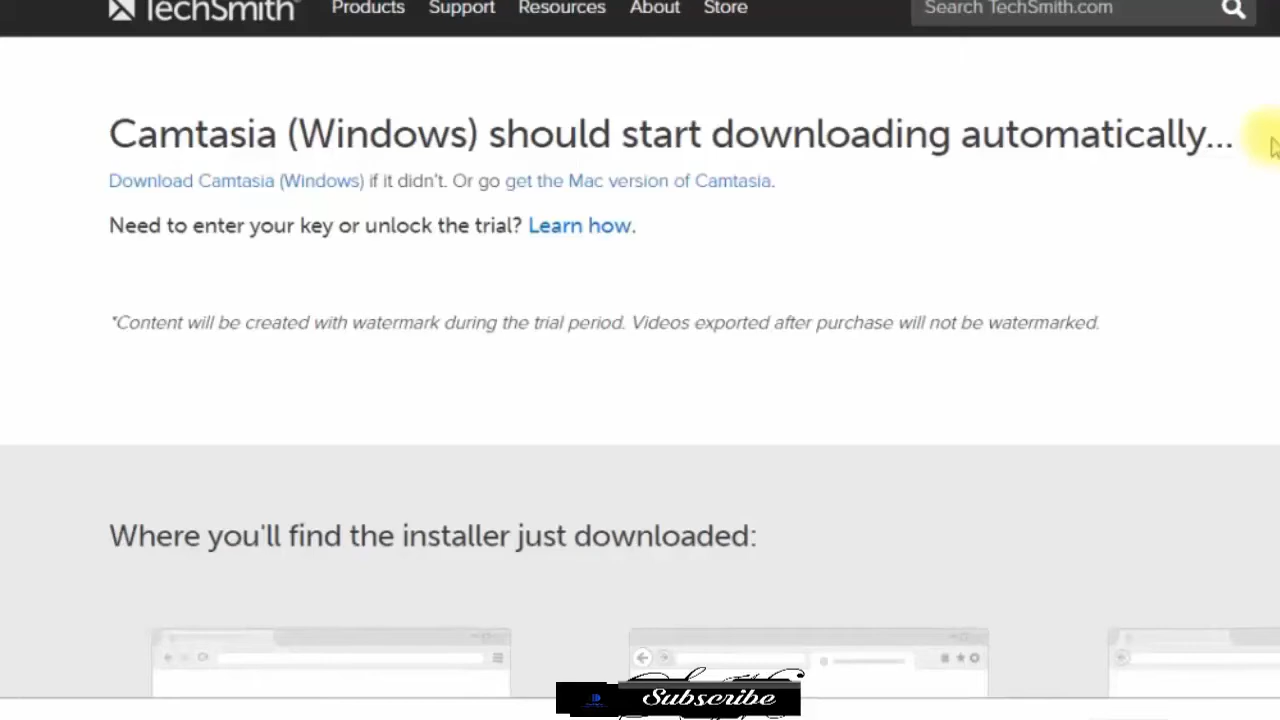 TechSmith Products Support Resources About Store Search TechSmith.com
Camtasia (Windows) should start downloading automatically...
Download Camtasia (Windows) if it didn't. Or go get the Mac version of Camtasia.
Need to enter your key or unlock the trial? Learn how.
*Content will be created with watermark during the trial period. Videos exported after purchase will not be watermarked.
Where you'll find the installer just downloaded:
Subscribe